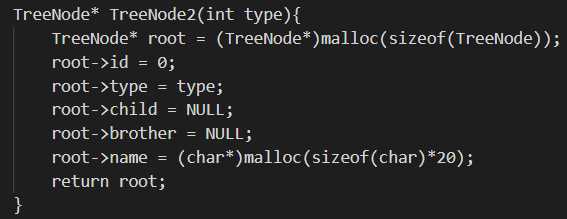 TreeNode* TreeNode2(int type){
    TreeNode* root = (TreeNode*)malloc(sizeof(TreeNode));
    root->id = 0;
    root->type = type;
    root->child = NULL;
    root->brother = NULL;
    root->name = (char*)malloc(sizeof(char)*20);
    return root;
}